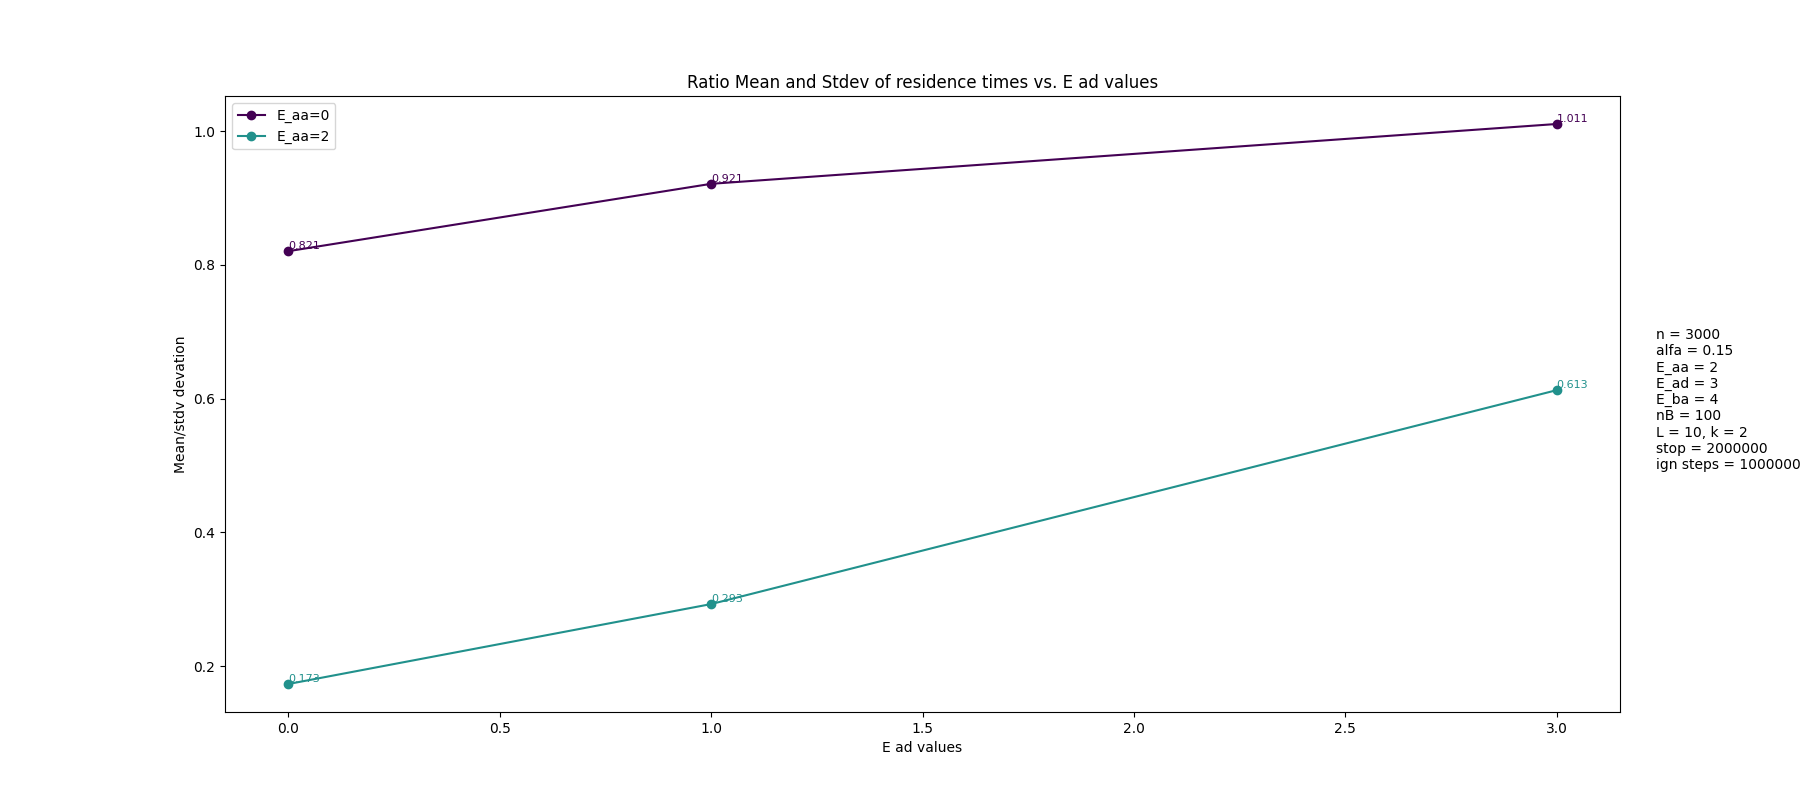 Ratio Mean and Stdev of residence times vs. E ad values
E_aa=0
E_aa=2
1.0
0.8
0.6
0.4
0.2
Mean/stdv devation
0.821
0.921
1.011
0.173
0.293
0.613
0.0
0.5
1.0
1.5
2.0
2.5
3.0
E ad values
n = 3000
alfa = 0.15
E_aa = 2
E_ad = 3
E_ba = 4
nB = 100
L = 10, k = 2
stop = 2000000
ign steps = 1000000